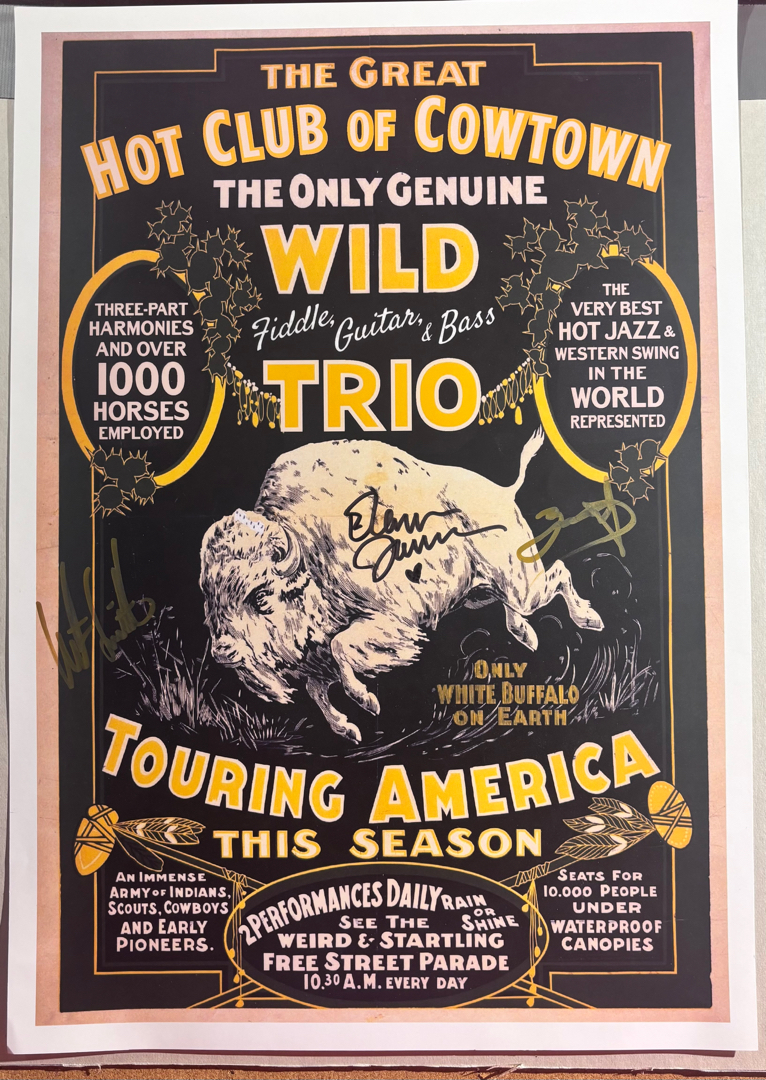 THE GREAT
HOT CLUB OF COWTOWN
THE ONLY GENUINE
WILD
Fiddle, Guitar, & Bass
TRIO
THREE-PART
HARMONIES
AND OVER
1000
HORSES
EMPLOYED
THE
VERY BEST
HOT JAZZ &
WESTERN SWING
IN THE
WORLD
REPRESENTED
ONLY
WHITE BUFFALO
ON EARTH
TOURING AMERICA
THIS SEASON
AN IMMENSE
ARMY OF INDIANS,
SCOUTS, COWBOYS
AND EARLY
PIONEERS.
2 PERFORMANCES DAILY RAIN OR SHINE
SEE THE
WEIRD & STARTLING
FREE STREET PARADE
10.30 A.M. EVERY DAY
SEATS FOR
10.000 PEOPLE
UNDER
WATERPROOF
CANOPIES